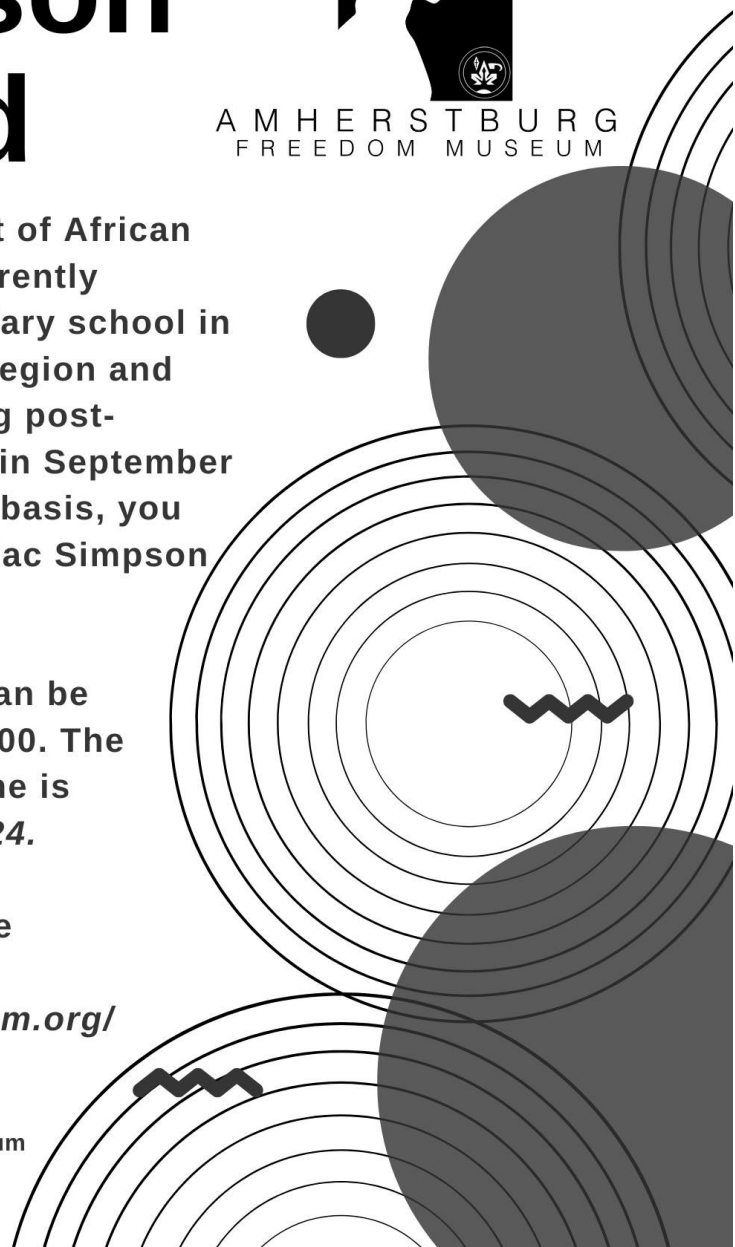 son
d
AMHERSTBURG
FREEDOM MUSEUM
t of African
rently
ary school in
egion and
g post-
in September
basis, you
ac Simpson
an be
00. The
ne is
24.
e
m.org/
um